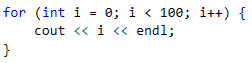 for (int i = 0; i < 100; i++) {
    cout << i << endl;
}